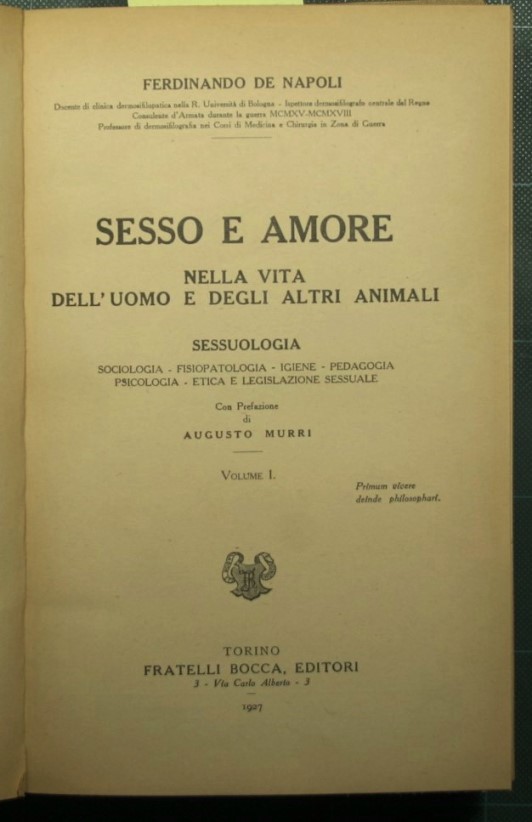 FERDINANDO DE NAPOLI
Docente di clinica dermosifilopatica nella R. Università di Bologna - Ispettore dermosifilografo centrale del Regno
Consulente d'Armata durante la guerra MCMXV-MCMXVIII
Professore di dermosifilografia nei Corsi di Medicina e Chirurgia in Zona di Guerra
SESSO E AMORE
NELLA VITA
DELL'UOMO E DEGLI ALTRI ANIMALI
SESSUOLOGIA
SOCIOLOGIA - FISIOPATOLOGIA - IGIENE - PEDAGOGIA
PSICOLOGIA - ETICA E LEGISLAZIONE SESSUALE
Con Prefazione
di
AUGUSTO MURRI
VOLUME I.
Primum vivere
deinde philosophari.
TORINO
FRATELLI BOCCA, EDITORI
3 - Via Carlo Alberto - 3
1927